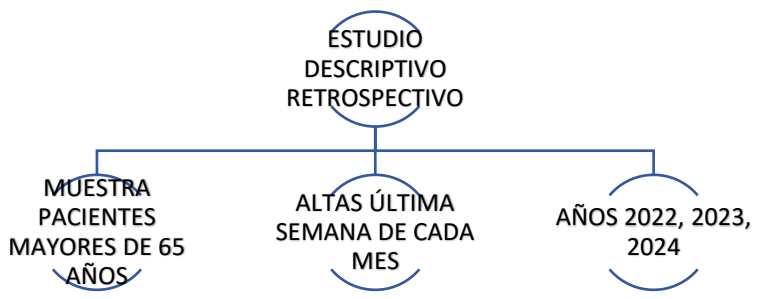 ESTUDIO
DESCRIPTIVO
RETROSPECTIVO
MUESTRA
PACIENTES
MAYORES DE 65
AÑOS
ALTAS ÚLTIMA
SEMANA DE CADA
MES
AÑOS 2022, 2023,
2024